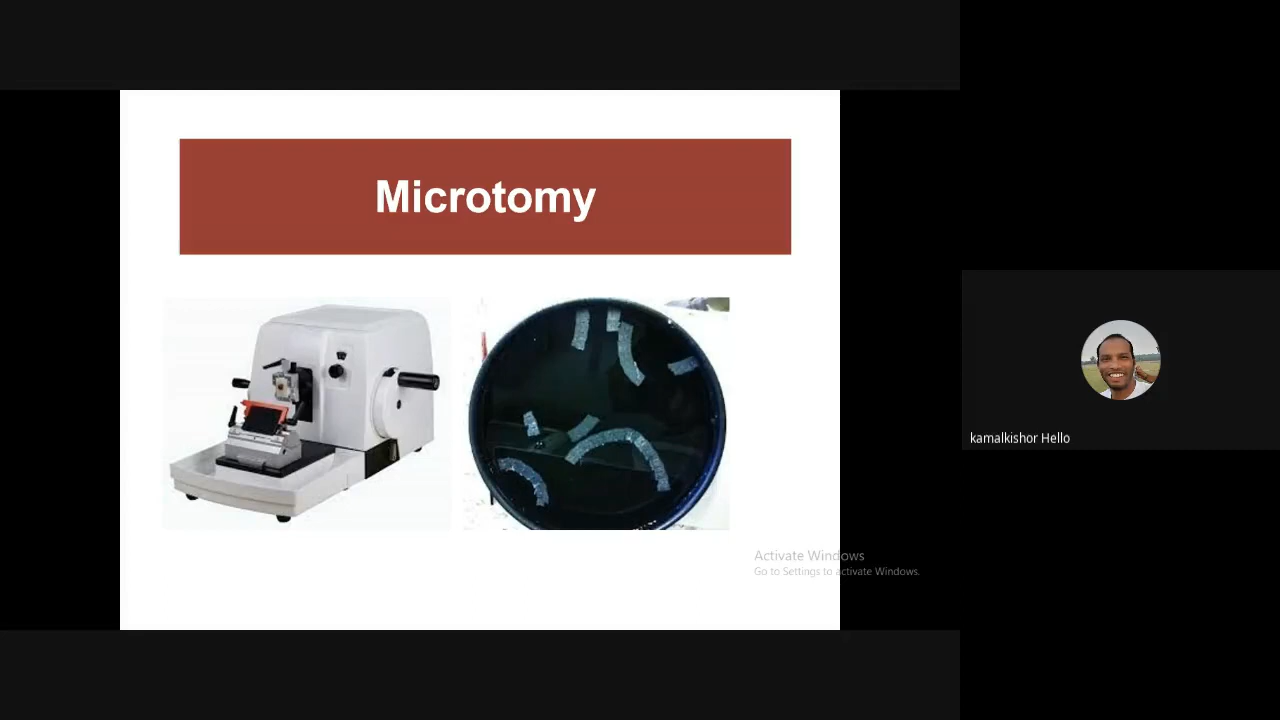 Microtomy
kamalkishor Hello
Activate Windows
Go to Settings to activate Windows.